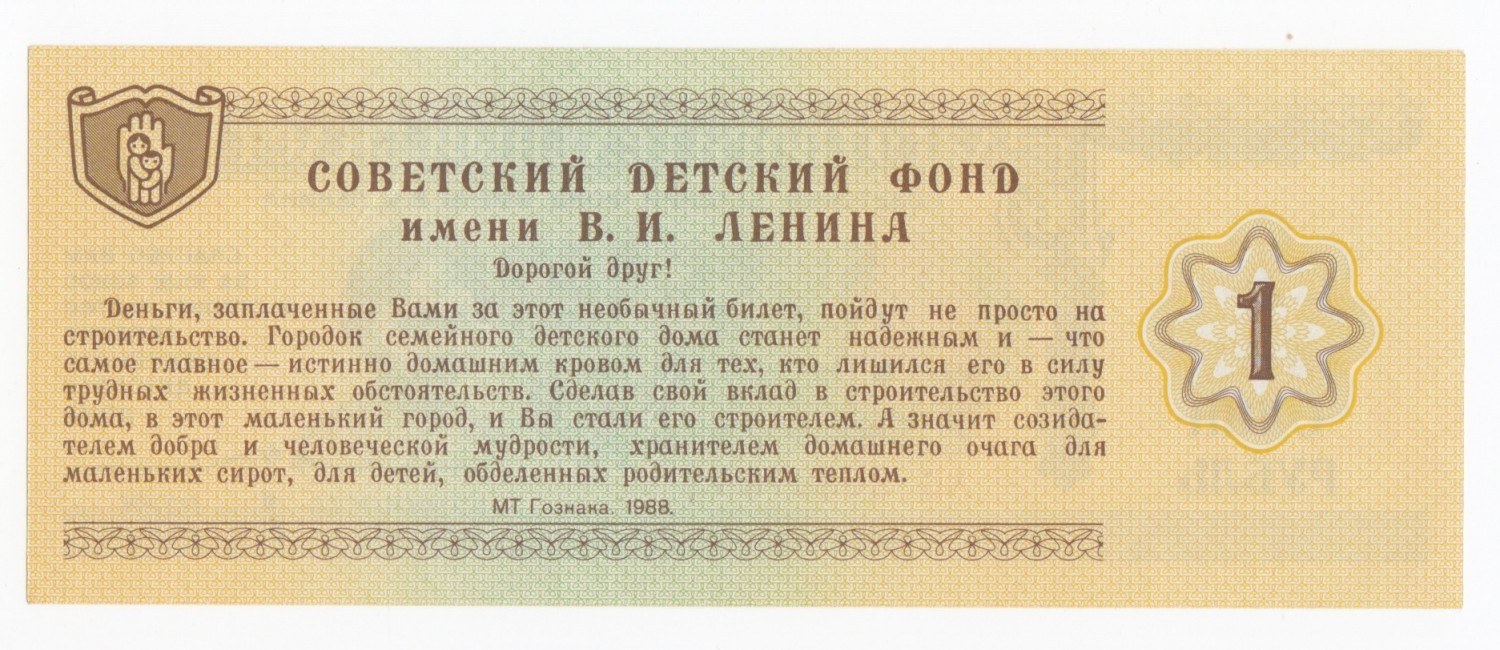 СОВЕТСКИЙ ДЕТСКИЙ ФОНД
имени В. И. ЛЕНИНА
Дорогой друг!
Деньги, заплаченные Вами за этот необычный билет, пойдут не просто на
строительство. Городок семейного детского дома станет надежным и — что
самое главное — истинно домашним кровом для тех, кто лишился его в силу
трудных жизненных обстоятельств. Сделав свой вклад в строительство этого
дома, в этот маленький город, и Вы стали его строителем. А значит созида-
телем добра и человеческой мудрости, хранителем домашнего очага для
маленьких сирот, для детей, обделенных родительским теплом.
МТ Гознака. 1988.
1